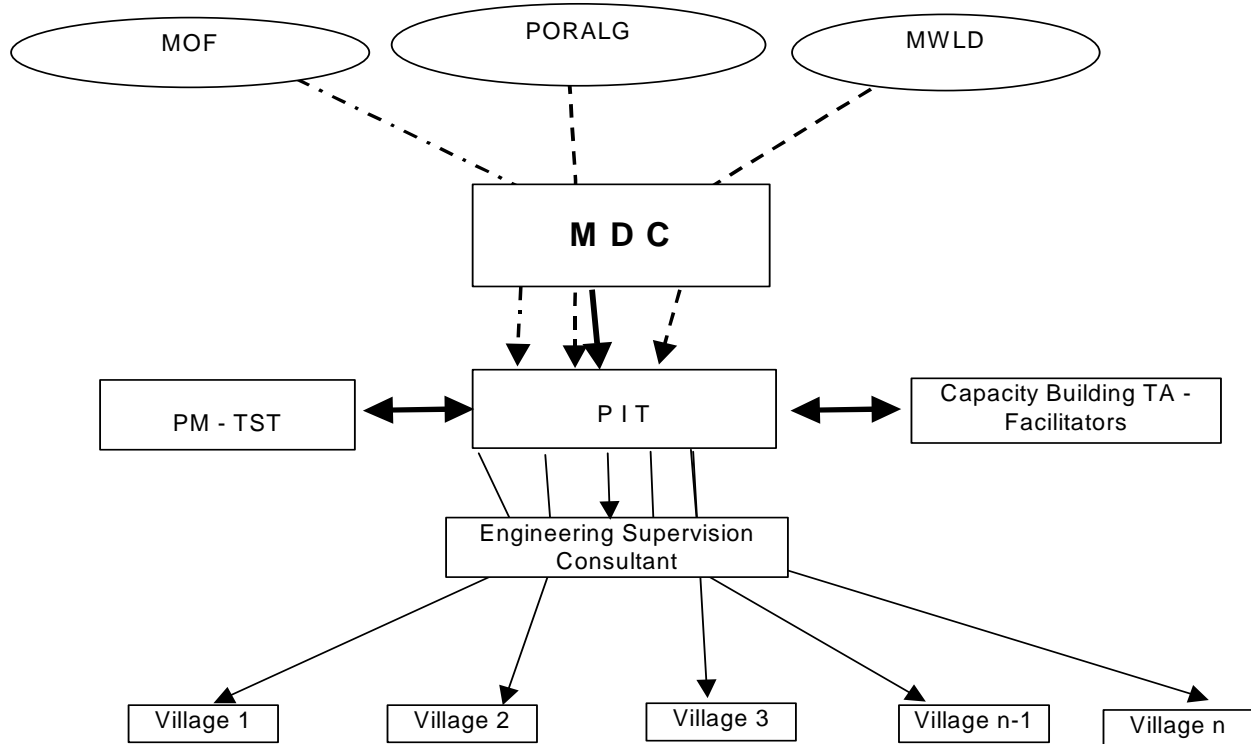 MOF
PORALG
MWLD
M D C
PM - TST
P I T
Capacity Building TA -
Facilitators
Engineering Supervision
Consultant
Village 1
Village 2
Village 3
Village n-1
Village n